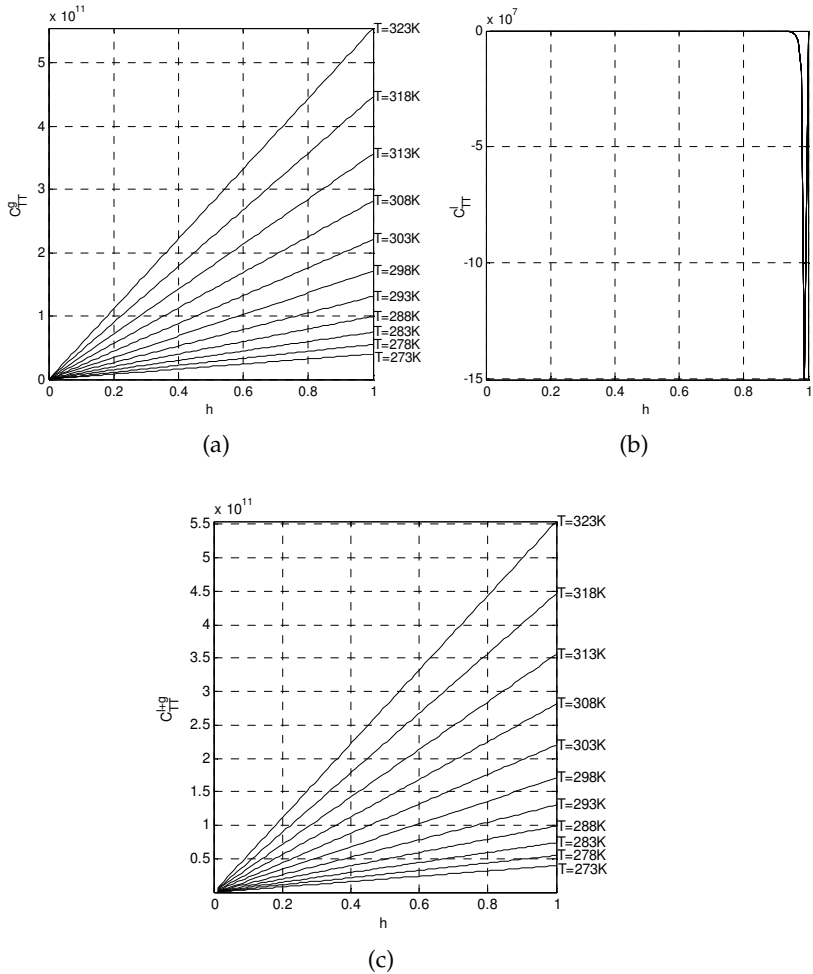 x 10^11
5
4
3
2
1
0
C^g_TT
0
0.2
0.4
0.6
0.8
1
h
T=323K
T=318K
T=313K
T=308K
T=303K
T=298K
T=293K
T=288K
T=283K
T=278K
T=273K
(a)
x 10^7
0
-5
-10
-15
C^l_TT
0
0.2
0.4
0.6
0.8
1
h
(b)
x 10^11
5.5
5
4.5
4
3.5
3
2.5
2
1.5
1
0.5
C^l+g_TT
0
0.2
0.4
0.6
0.8
1
h
T=323K
T=318K
T=313K
T=308K
T=303K
T=298K
T=293K
T=288K
T=283K
T=278K
T=273K
(c)